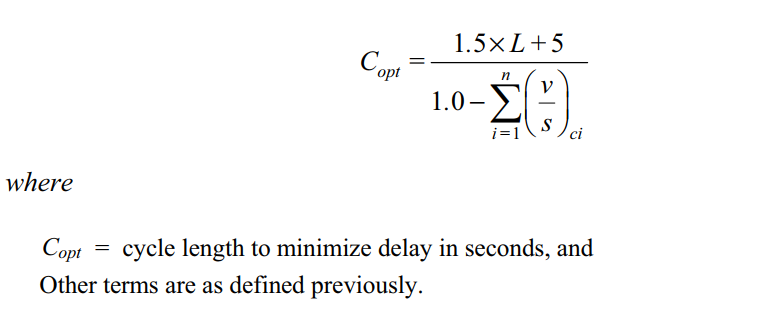 C_opt = (1.5×L+5) / (1.0 − ∑_{i=1}^{n} (v/s)_ci)
where
C_opt = cycle length to minimize delay in seconds, and
Other terms are as defined previously.